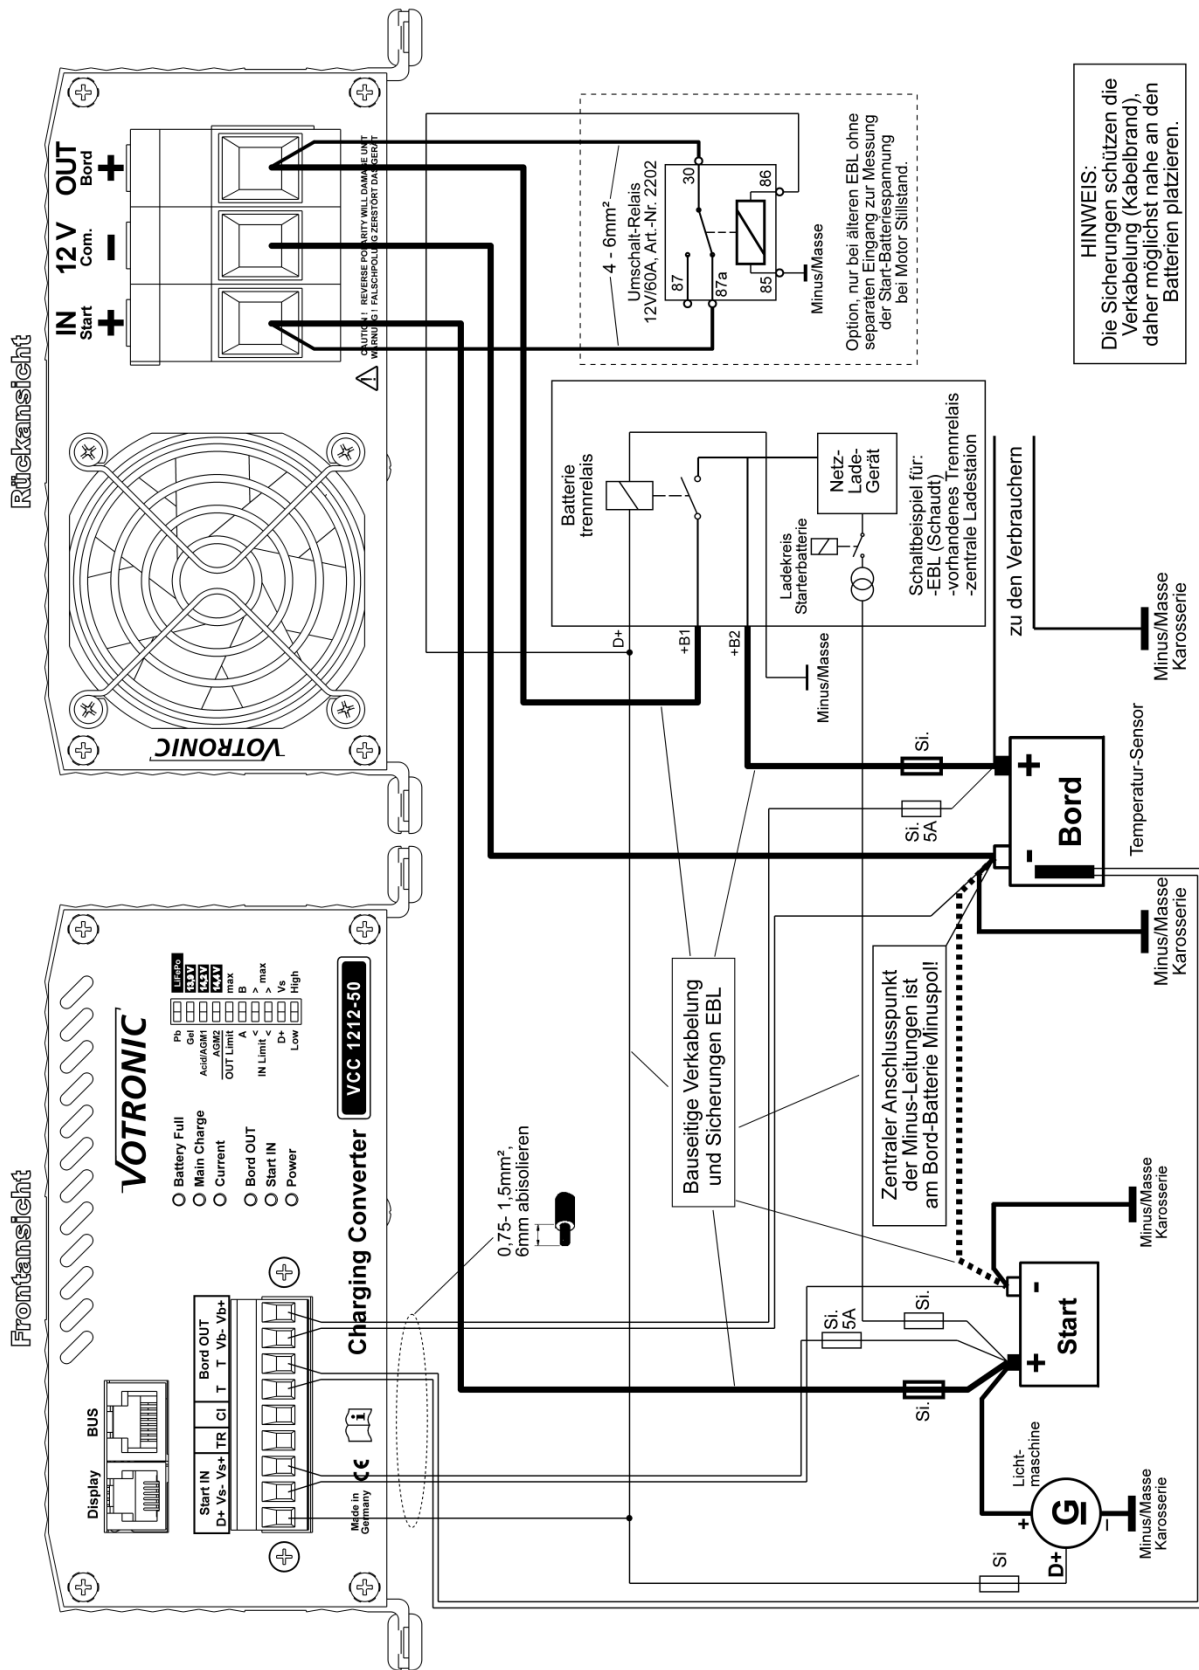 Frontansicht
Display
BUS
Start IN
Bord OUT
D+ Vs- Vs+
TR
CI
T
T
Vb- Vb+
Made in
Germany
CE
Charging Converter
VOTRONIC
Battery Full
Main Charge
Current
Bord OUT
Start IN
Power
Pb
LiFePo
Gel
13,9 V
Acid/AGM1
14,2 V
AGM2
14,4 V
OUT Limit
max
A
B
IN Limit <
> max
<
>
D+
Vs
Low
High
VCC 1212-50
0,75- 1,5mm²,
6mm abisolieren
Rückansicht
VOTRONIC
IN
Start
+
12 V
Com.
-
OUT
Bord
+
CAUTION ! REVERSE POLARITY WILL DAMAGE UNIT
WARNUNG ! FALSCHPOLUNG ZERSTÖRT DAS GERÄT
4 - 6mm²
Umschalt-Relais
12V/60A, Art.-Nr. 2202
87
30
87a
85
86
Minus/Masse
Option, nur bei älteren EBL ohne
separaten Eingang zur Messung
der Start-Batteriespannung
bei Motor Stillstand.
Batterie
trennrelais
D+
+B1
+B2
Ladekreis
Starterbatterie
Netz-
Lade-
Gerät
Schaltbeispiel für:
-EBL (Schaudt)
-vorhandenes Trennrelais
-zentrale Ladestaion
Minus/Masse
Bauseitige Verkabelung
und Sicherungen EBL
Zentraler Anschlusspunkt
der Minus-Leitungen ist
am Bord-Batterie Minuspol!
Si
D+
Si.
Si.
5A
Si.
Si.
5A
Si.
+
G
-
Licht-
maschine
Minus/Masse
Karosserie
+
-
Start
Minus/Masse
Karosserie
-
+
Bord
Minus/Masse
Karosserie
Temperatur-Sensor
zu den Verbrauchern
Minus/Masse
Karosserie
HINWEIS:
Die Sicherungen schützen die
Verkabelung (Kabelbrand),
daher möglichst nahe an den
Batterien platzieren.